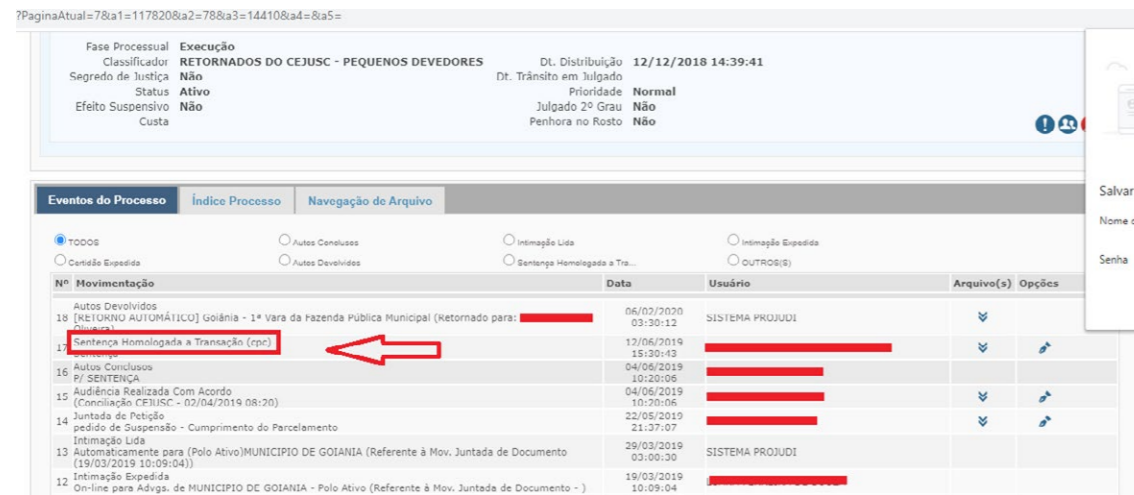 ?PaginaAtual=7&a1=117820&a2=788&a3=14410&a4=&a5=
Fase Processual Execução
Classificador RETORNADOS DO CEJUSC - PEQUENOS DEVEDORES Dt. Distribuição 12/12/2018 14:39:41
Segredo de Justiça Não Dt. Trânsito em Julgado
Status Ativo Prioridade Normal
Efeito Suspensivo Não Julgado 2º Grau Não
Custa Penhora no Rosto Não
Salvar
Nome
Senha
Eventos do Processo Índice Processo Navegação de Arquivo
TODOS Autos Conclusos Intimação Lida Intimação Expedida
Certidão Expedida Autos Devolvidos Sentença Homologada a Tra... OUTROS(S)
Nº Movimentação Data Usuário Arquivo(s) Opções
Autos Devolvidos
18 [RETORNO AUTOMÁTICO] Goiânia - 1ª Vara da Fazenda Pública Municipal (Retornado para:
Oliveira)
06/02/2020
03:30:12
SISTEMA PROJUDI
17 Sentença Homologada a Transação (cpc)
Sentença
12/06/2019
15:30:43
16 Autos Conclusos
P/ SENTENÇA
04/06/2019
10:20:06
15 Audiência Realizada Com Acordo
(Conciliação CEJUSC - 02/04/2019 08:20)
04/06/2019
10:20:06
14 Juntada de Petição
pedido de Suspensão - Cumprimento do Parcelamento
22/05/2019
21:37:07
Intimação Lida
13 Automaticamente para (Polo Ativo)MUNICIPIO DE GOIANIA (Referente à Mov. Juntada de Documento
(19/03/2019 10:09:04))
29/03/2019
03:00:30
SISTEMA PROJUDI
12 Intimação Expedida
On-line para Advgs. de MUNICIPIO DE GOIANIA - Polo Ativo (Referente à Mov. Juntada de Documento - )
19/03/2019
10:09:04